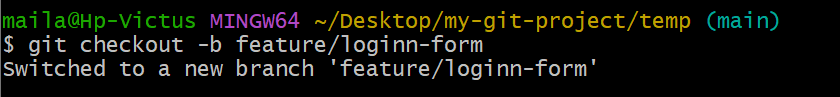 maila@Hp-Victus MINGW64 ~/Desktop/my-git-project/temp (main)
$ git checkout -b feature/loginn-form
Switched to a new branch 'feature/loginn-form'